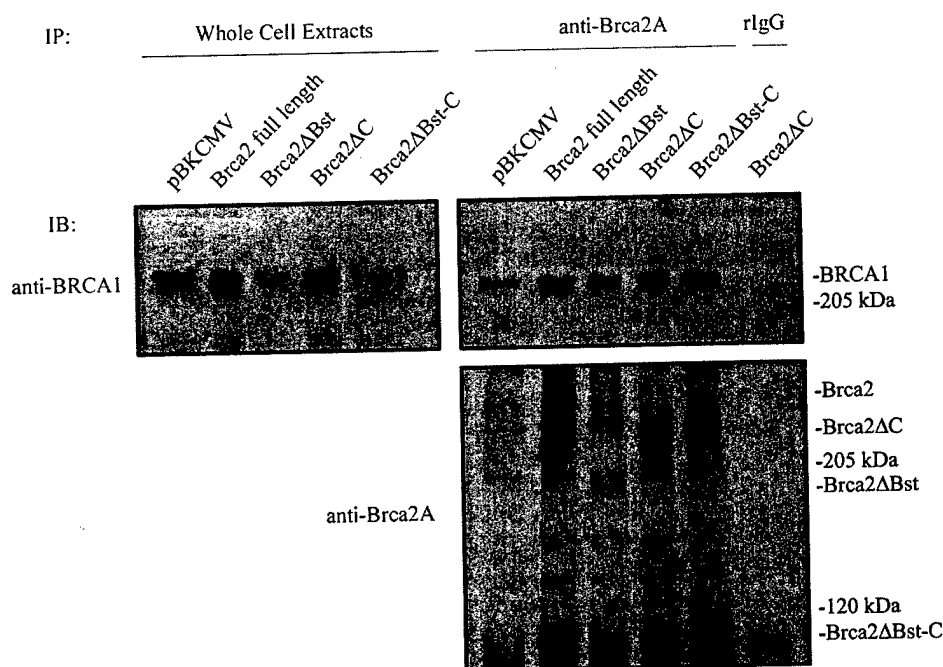 IP:
Whole Cell Extracts
anti-Brca2A
rIgG
pBKCMV
Brca2 full length
Brca2ΔBst
Brca2ΔC
Brca2ΔBst-C
pBKCMV
Brca2 full length
Brca2ΔBst
Brca2ΔC
Brca2ΔBst-C
Brca2ΔC
IB:
anti-BRCA1
-BRCA1
-205 kDa
anti-Brca2A
-Brca2
-Brca2ΔC
-205 kDa
-Brca2ΔBst
-120 kDa
-Brca2ΔBst-C